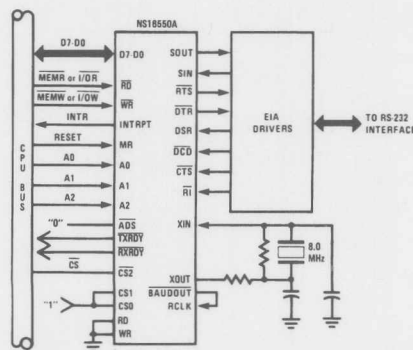 NS16550A
CPU BUS
D7-D0
MEMR or I/OR
MEMW or I/OW
INTR
RESET
A0
A1
A2
"0"
CS
"1"
D7-D0
RD
WR
INTRPT
MR
A0
A1
A2
ADS
TXRDY
RXRDY
CS2
CS1
CS0
RD
WR
SOUT
SIN
RTS
DTR
DSR
DCD
CTS
RI
XIN
XOUT
BAUDOUT
RCLK
EIA
DRIVERS
TO RS-232
INTERFACE
8.0
MHz